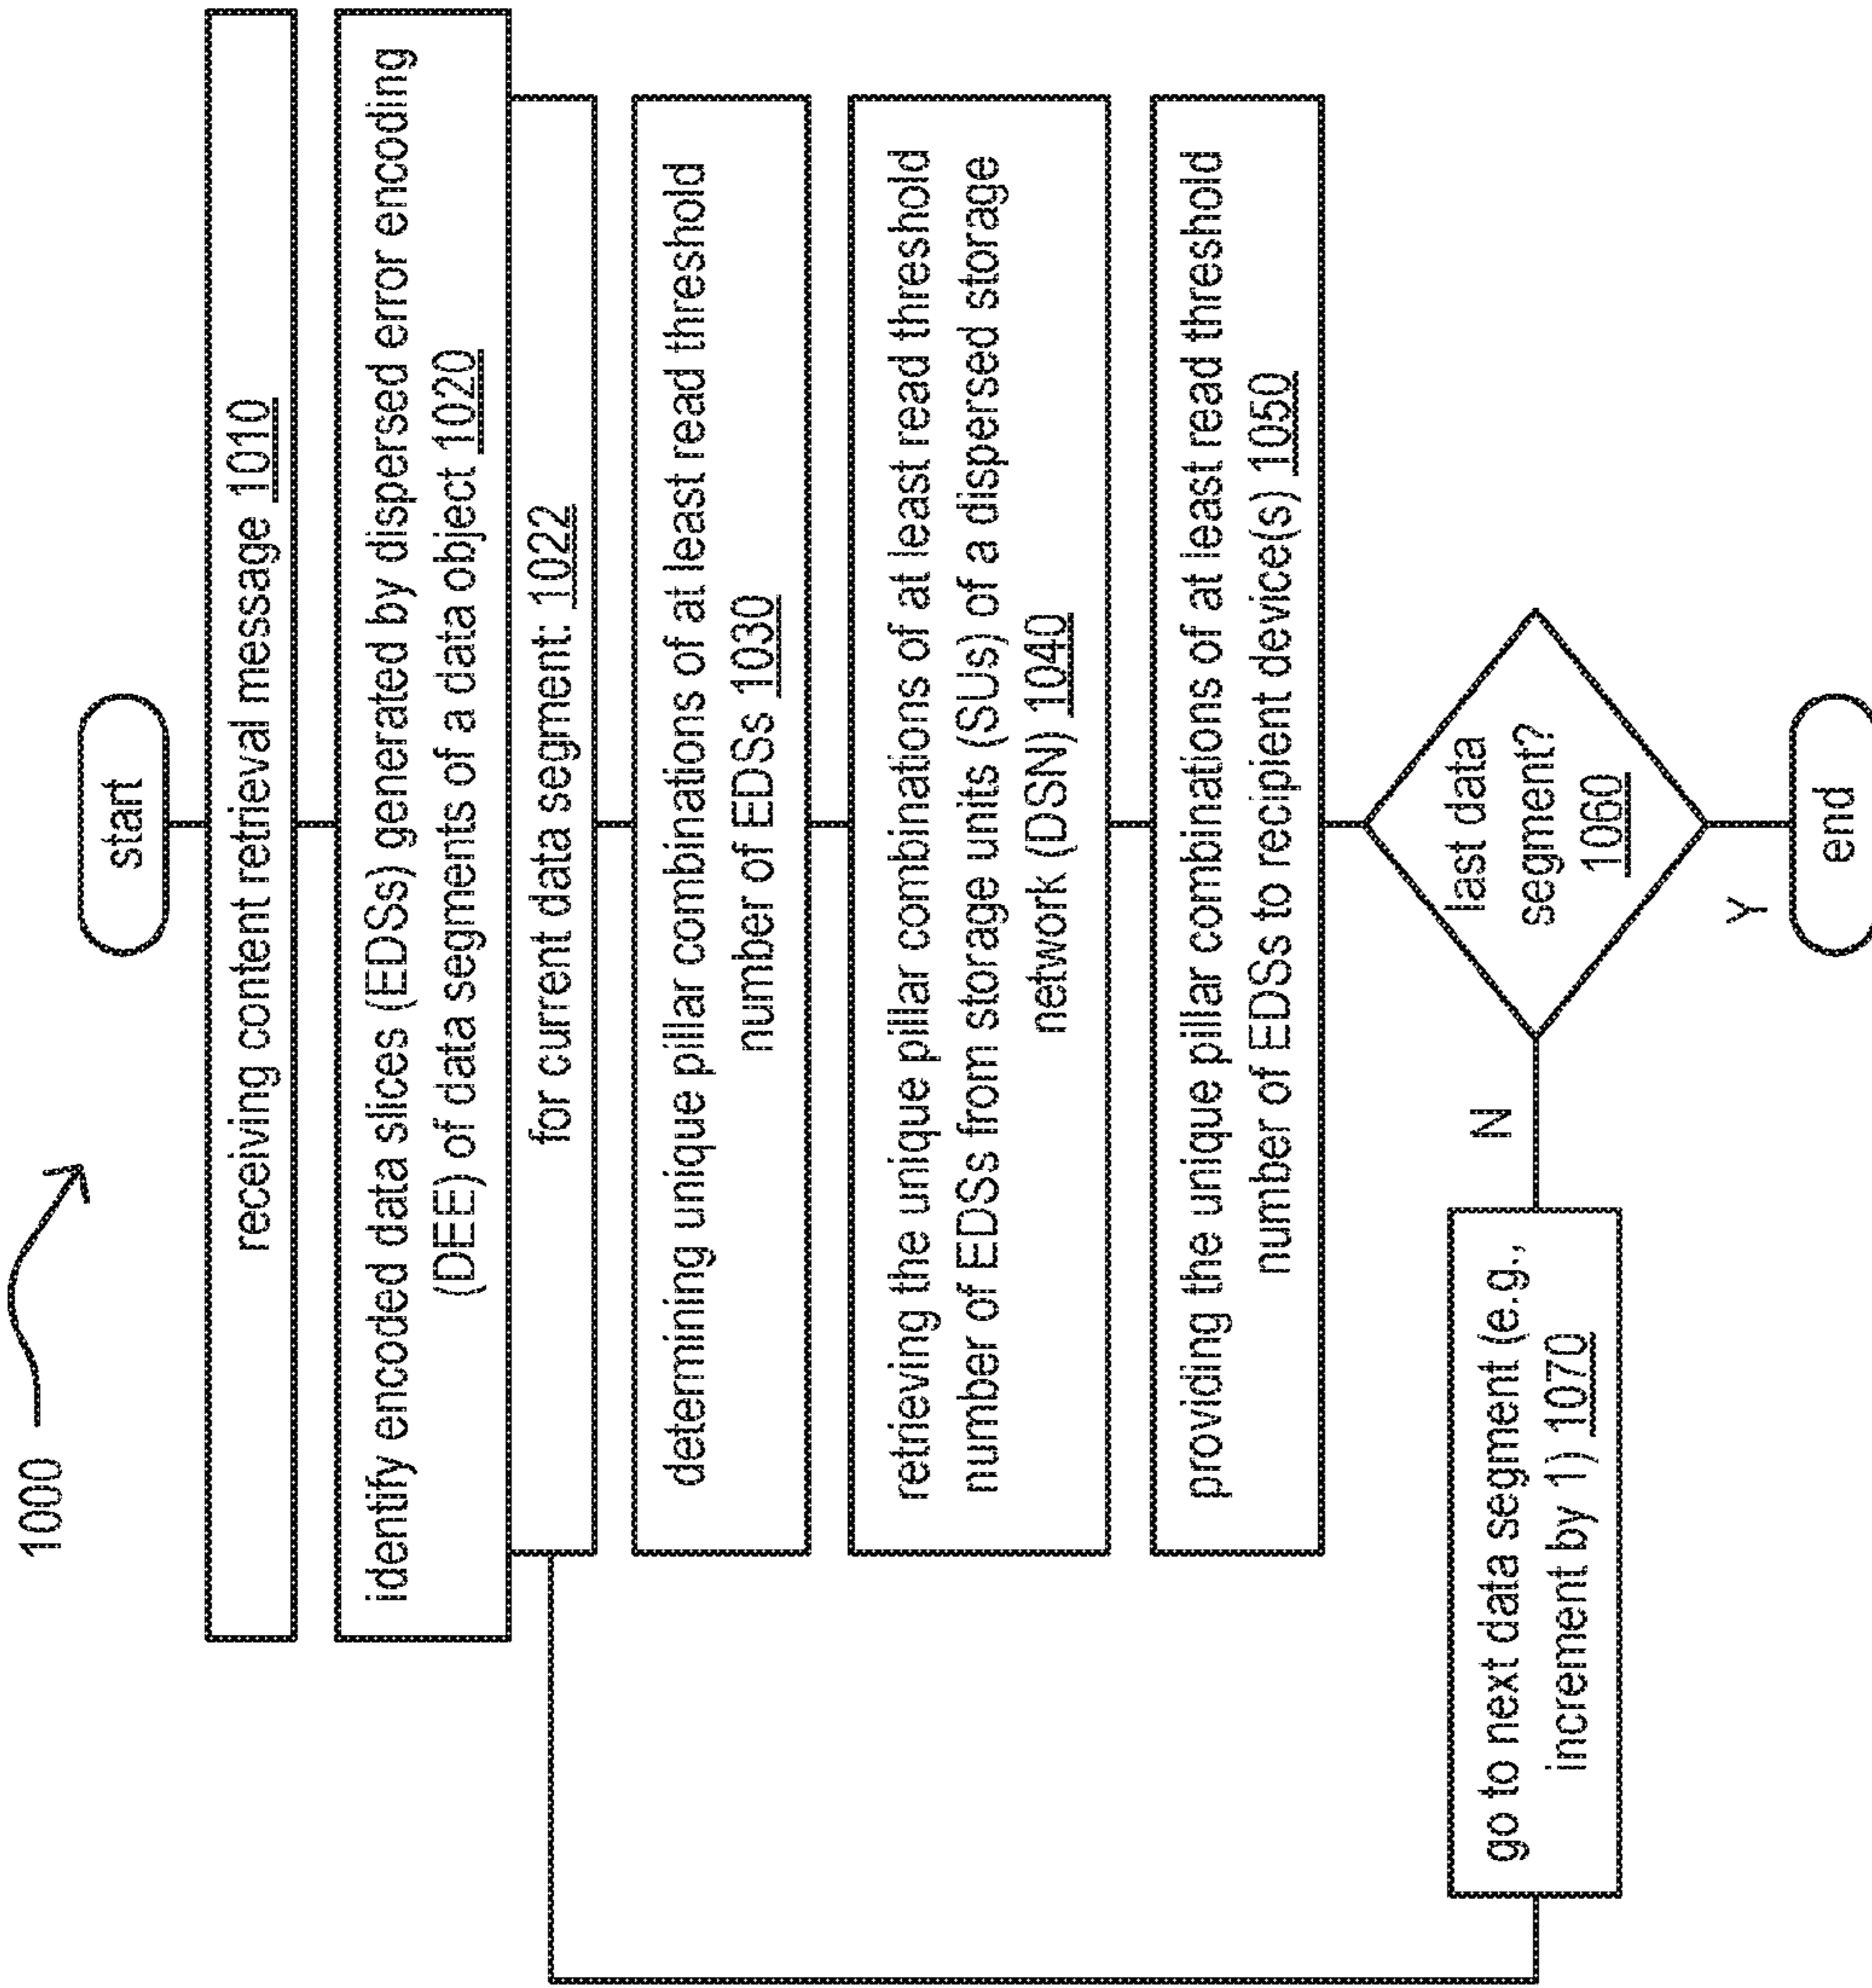 1000
start
receiving content retrieval message 1010
identify encoded data slices (EDSs) generated by dispersed error encoding
(DEE) of data segments of a data object 1020
for current data segment: 1022
determining unique pillar combinations of at least read threshold
number of EDSs 1030
retrieving the unique pillar combinations of at least read threshold
number of EDSs from storage units (SUs) of a dispersed storage
network (DSN) 1040
providing the unique pillar combinations of at least read threshold
number of EDSs to recipient device(s) 1050
last data
segment?
1060
N
go to next data segment (e.g.,
increment by 1) 1070
Y
end